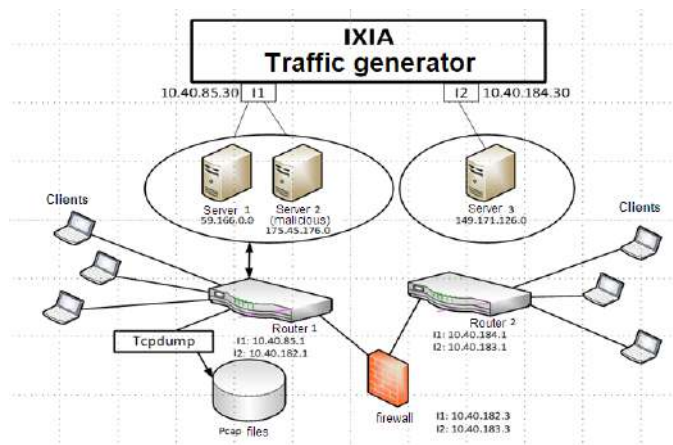 IXIA
Traffic generator
10.40.85.30 I1
I2 10.40.184.30
Server 1
59.166.0.0
Server 2
(malicious)
175.45.176.0
Server 3
149.171.126.0
Clients
Clients
Router 1
I1: 10.40.85.1
I2: 10.40.182.1
Router 2
I1: 10.40.184.1
I2: 10.40.183.1
Tcpdump
Pcap files
firewall
I1: 10.40.182.3
I2: 10.40.183.3